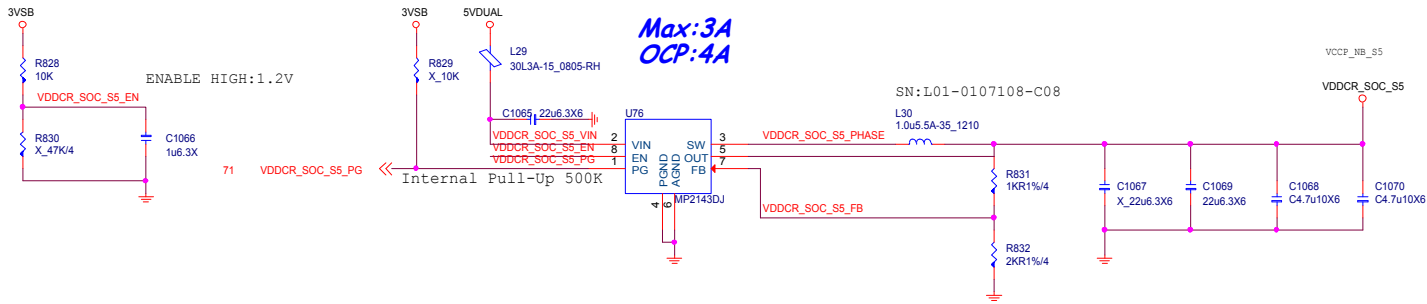 3VSB
3VSB
5VDUAL
Max:3A
OCP:4A
VCCP_NB_S5
VDDCR_SOC_S5
R828
10K
R829
X_10K
L29
30L3A-15_0805-RH
ENABLE HIGH:1.2V
SN:L01-0107108-C08
VDDCR_SOC_S5_EN
C1065 22u6.3X6
U76
L30
1.0u5.5A-35_1210
R830
X_47K/4
C1066
1u6.3X
VDDCR_SOC_S5_VIN
VDDCR_SOC_S5_EN
VDDCR_SOC_S5_PG
2
8
1
VIN
EN
PG
SW
OUT
FB
3
5
7
VDDCR_SOC_S5_PHASE
71
VDDCR_SOC_S5_PG
Internal Pull-Up 500K
PGND
AGND
4
6
MP2143DJ
VDDCR_SOC_S5_FB
R831
1KR1%/4
C1067
X_22u6.3X6
C1069
22u6.3X6
C1068
C4.7u10X6
C1070
C4.7u10X6
R832
2KR1%/4